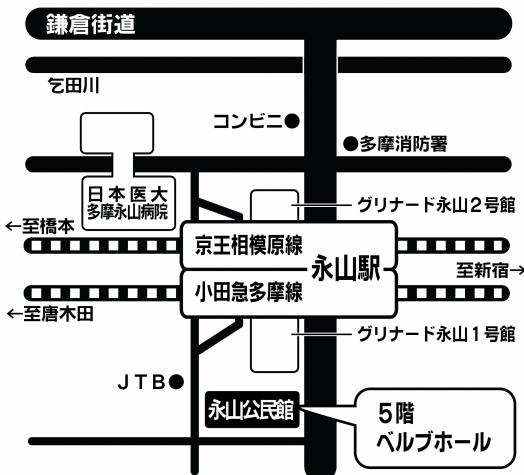 鎌倉街道
乞田川
コンビニ●
●多摩消防署
日本医大
多摩永山病院
グリナード永山2号館
←至橋本
京王相模原線
永山駅
至新宿→
小田急多摩線
←至唐木田
グリナード永山1号館
JTB●
永山公民館
5階
ベルブホール